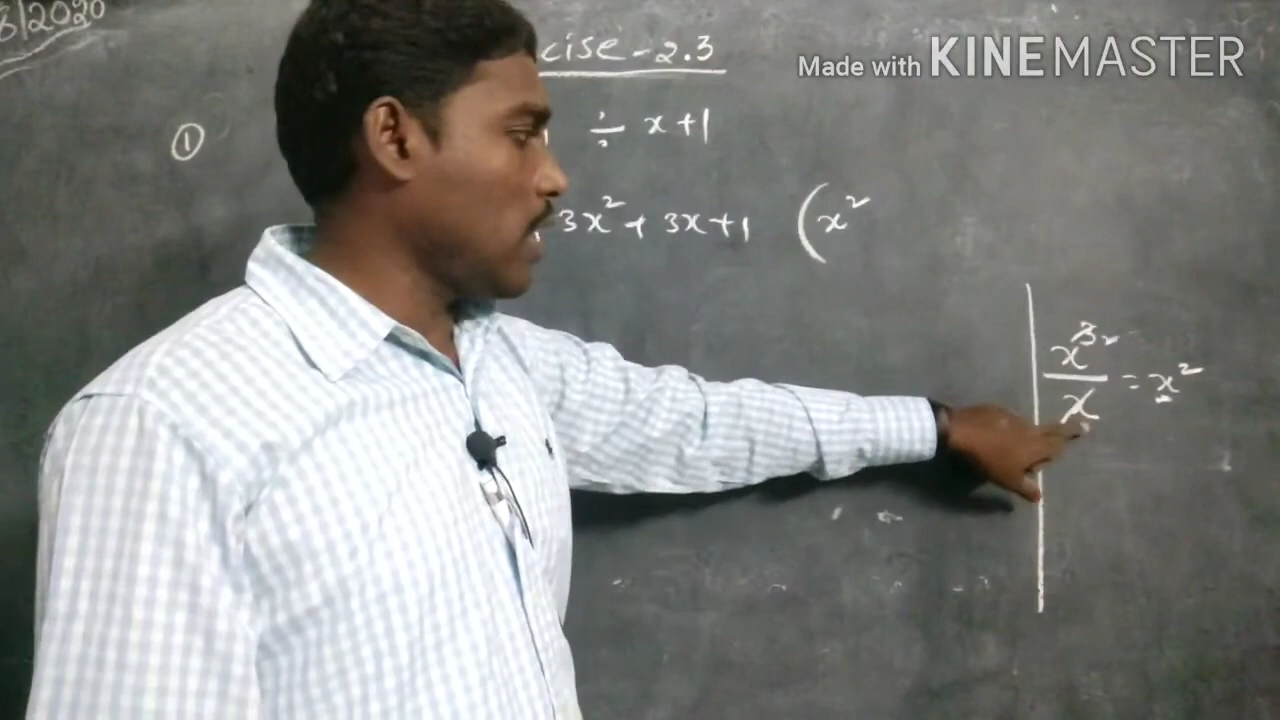 8/2020
Made with KINEMASTER
cise - 2.3
① ÷ x+1
3x² + 3x+1 (x²
x³/x = x²